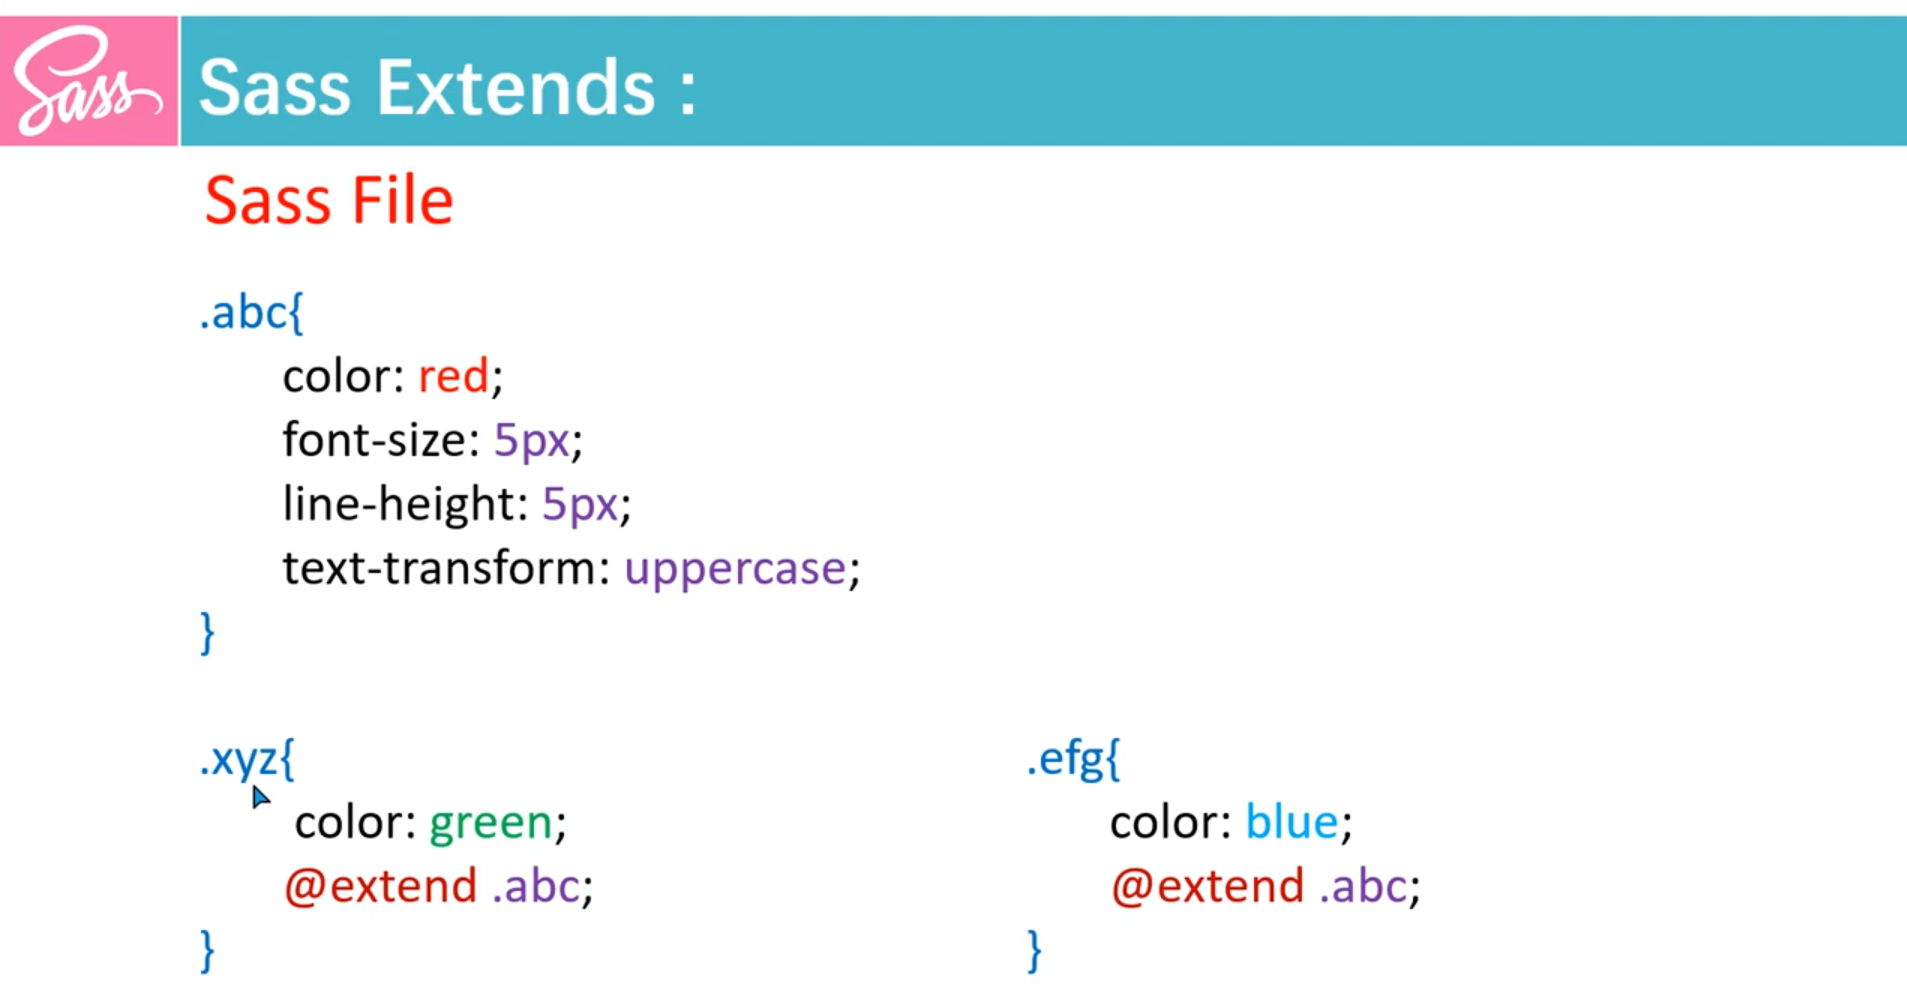 Sass
Sass Extends :
Sass File
.abc{
color: red;
font-size: 5px;
line-height: 5px;
text-transform: uppercase;
}
.xyz{
color: green;
@extend .abc;
}
.efg{
color: blue;
@extend .abc;
}